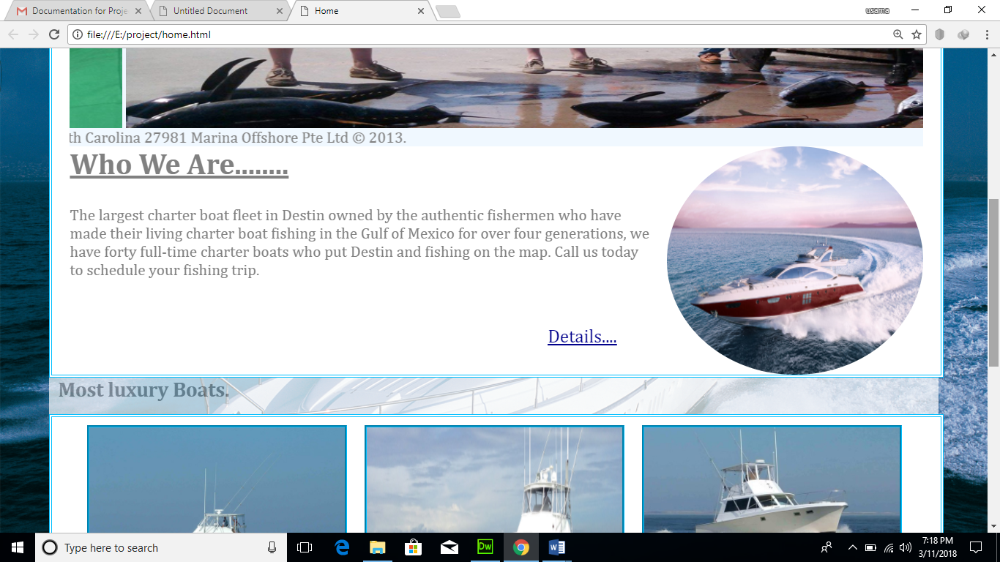 Documentation for Proje
Untitled Document
Home
usama
file:///E:/project/home.html
th Carolina 27981 Marina Offshore Pte Ltd © 2013.
Who We Are........
The largest charter boat fleet in Destin owned by the authentic fishermen who have
made their living charter boat fishing in the Gulf of Mexico for over four generations, we
have forty full-time charter boats who put Destin and fishing on the map. Call us today
to schedule your fishing trip.
Details....
Most luxury Boats.
Type here to search
Dw
7:18 PM
3/11/2018